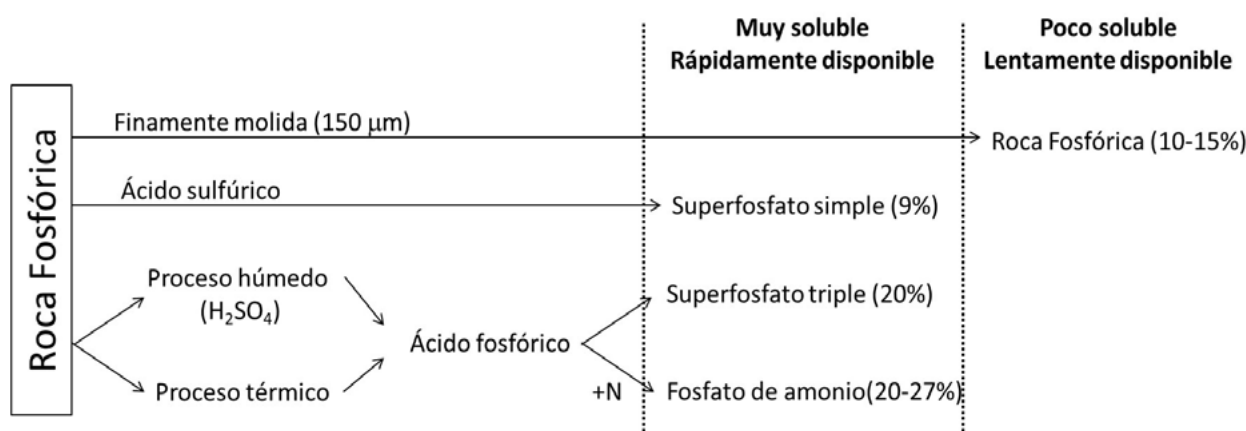 Muy soluble
Rápidamente disponible
Poco soluble
Lentamente disponible
Roca Fosfórica
Finamente molida (150 μm)
Roca Fosfórica (10-15%)
Ácido sulfúrico
Superfosfato simple (9%)
Proceso húmedo
(H₂SO₄)
Superfosfato triple (20%)
Ácido fosfórico
Proceso térmico
+N
Fosfato de amonio(20-27%)